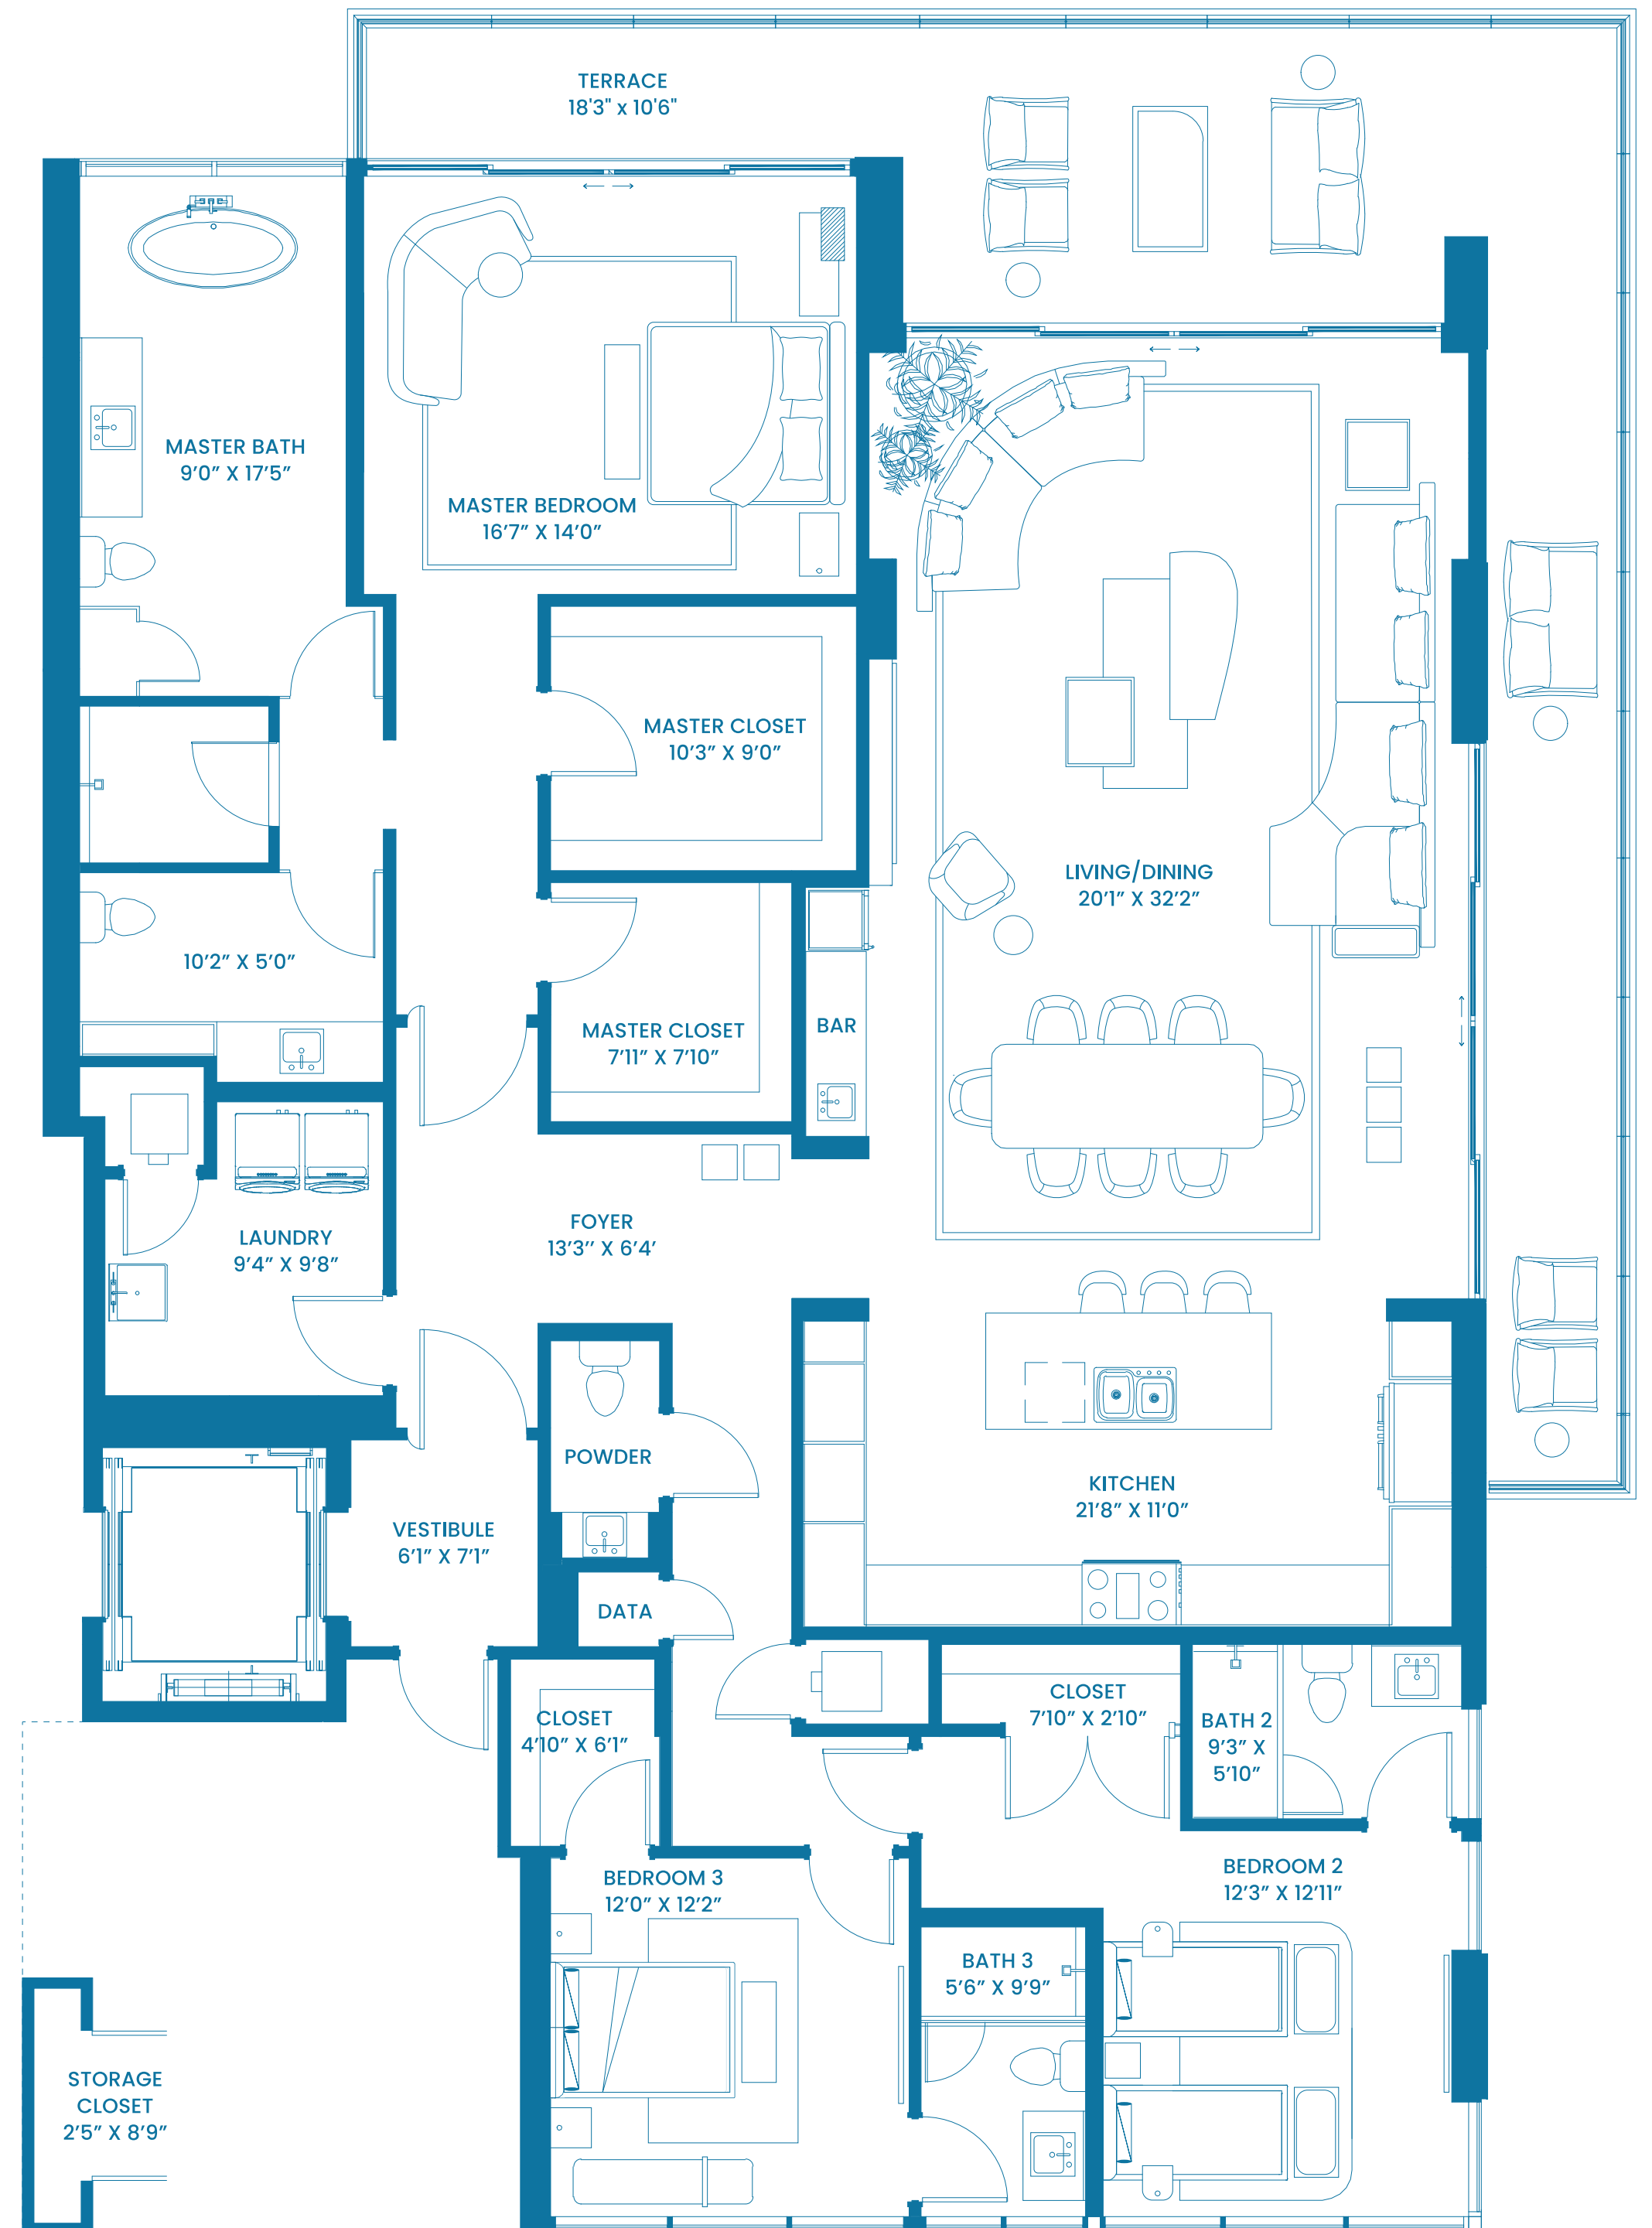 TERRACE
18'3" x 10'6"
MASTER BATH
9'0" X 17'5"
MASTER BEDROOM
16'7" X 14'0"
MASTER CLOSET
10'3" X 9'0"
LIVING/DINING
20'1" X 32'2"
10'2" X 5'0"
MASTER CLOSET
7'11" X 7'10"
BAR
LAUNDRY
9'4" X 9'8"
FOYER
13'3'' X 6'4'
POWDER
KITCHEN
21'8" X 11'0"
VESTIBULE
6'1" X 7'1"
DATA
CLOSET
4'10" X 6'1"
CLOSET
7'10" X 2'10"
BATH 2
9'3" X
5'10"
BEDROOM 3
12'0" X 12'2"
BEDROOM 2
12'3" X 12'11"
BATH 3
5'6" X 9'9"
STORAGE
CLOSET
2'5" X 8'9"